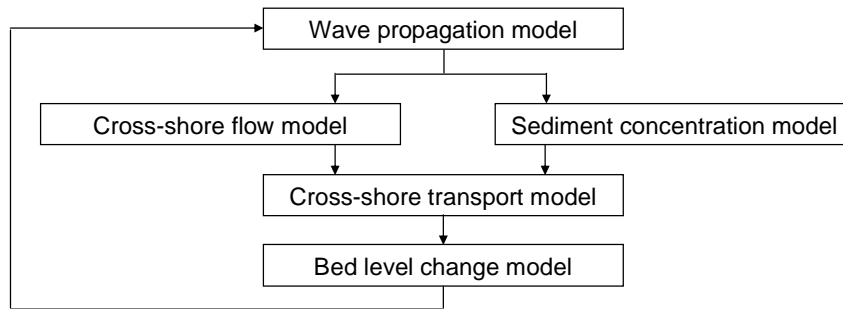 Wave propagation model
Cross-shore flow model
Sediment concentration model
Cross-shore transport model
Bed level change model